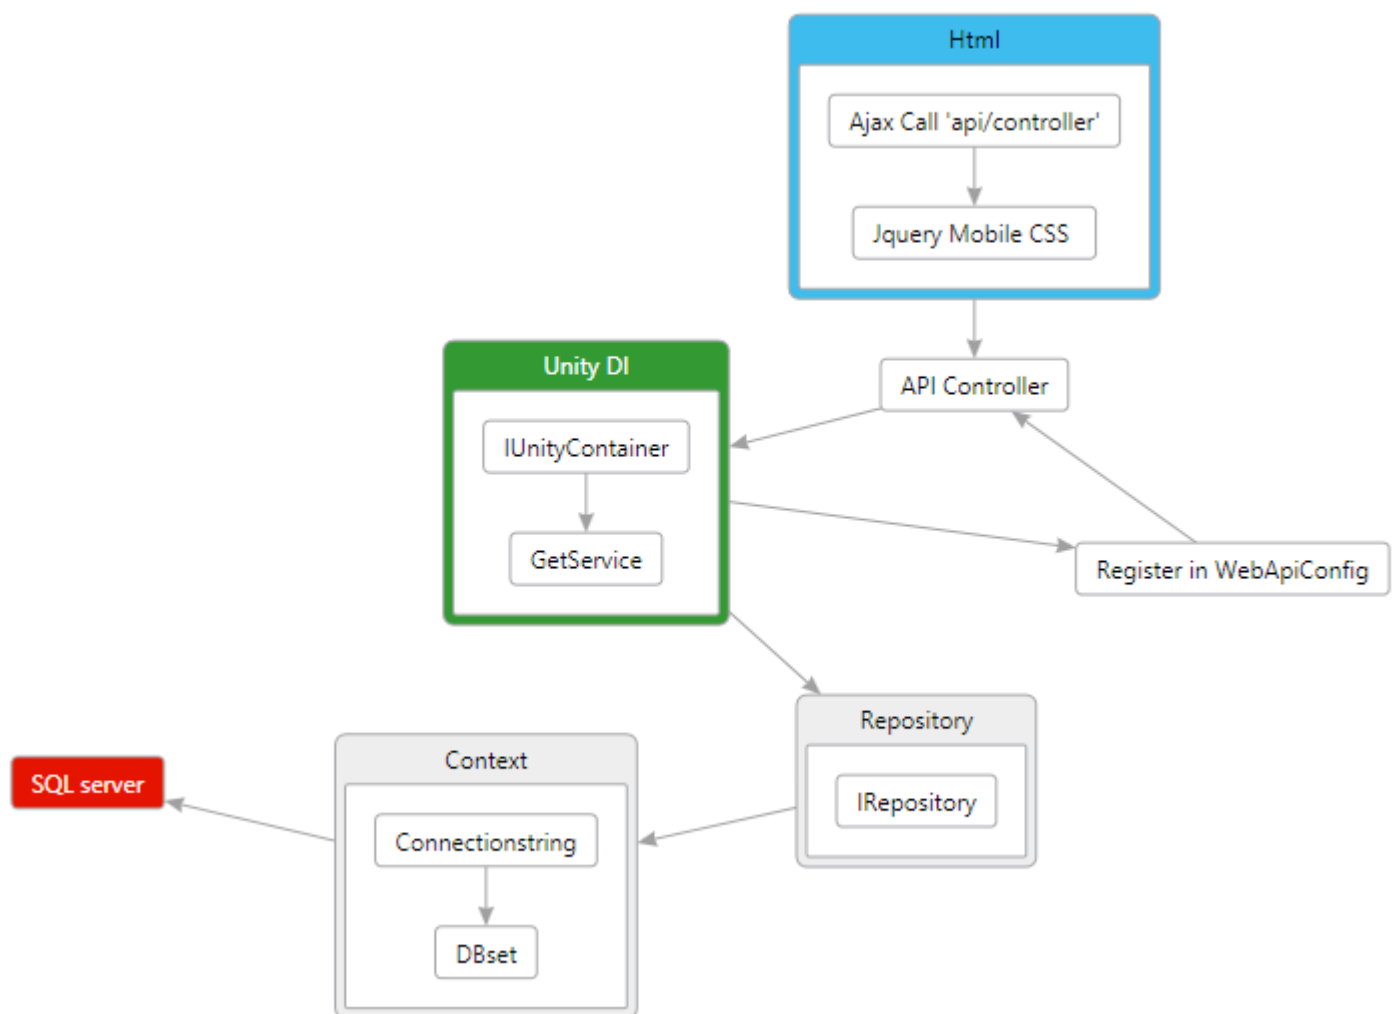 Html
Ajax Call 'api/controller'
Jquery Mobile CSS
Unity DI
API Controller
IUnityContainer
GetService
Register in WebApiConfig
Repository
IRepository
Context
SQL server
Connectionstring
DBset